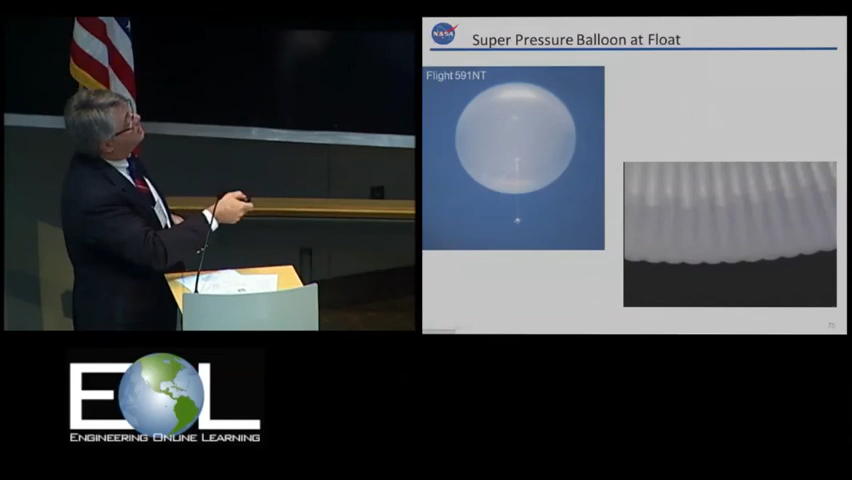 NASA
Super Pressure Balloon at Float
Flight 591NT
EOL
ENGINEERING ONLINE LEARNING